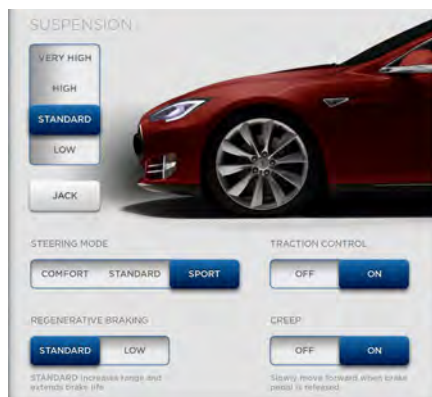 SUSPENSION
VERY HIGH
HIGH
STANDARD
LOW
JACK
STEERING MODE
TRACTION CONTROL
COMFORT STANDARD SPORT
OFF ON
REGENERATIVE BRAKING
CREEP
STANDARD LOW
OFF ON
STANDARD increases range and
extends brake life
Slowly move forward when brake
pedal is released